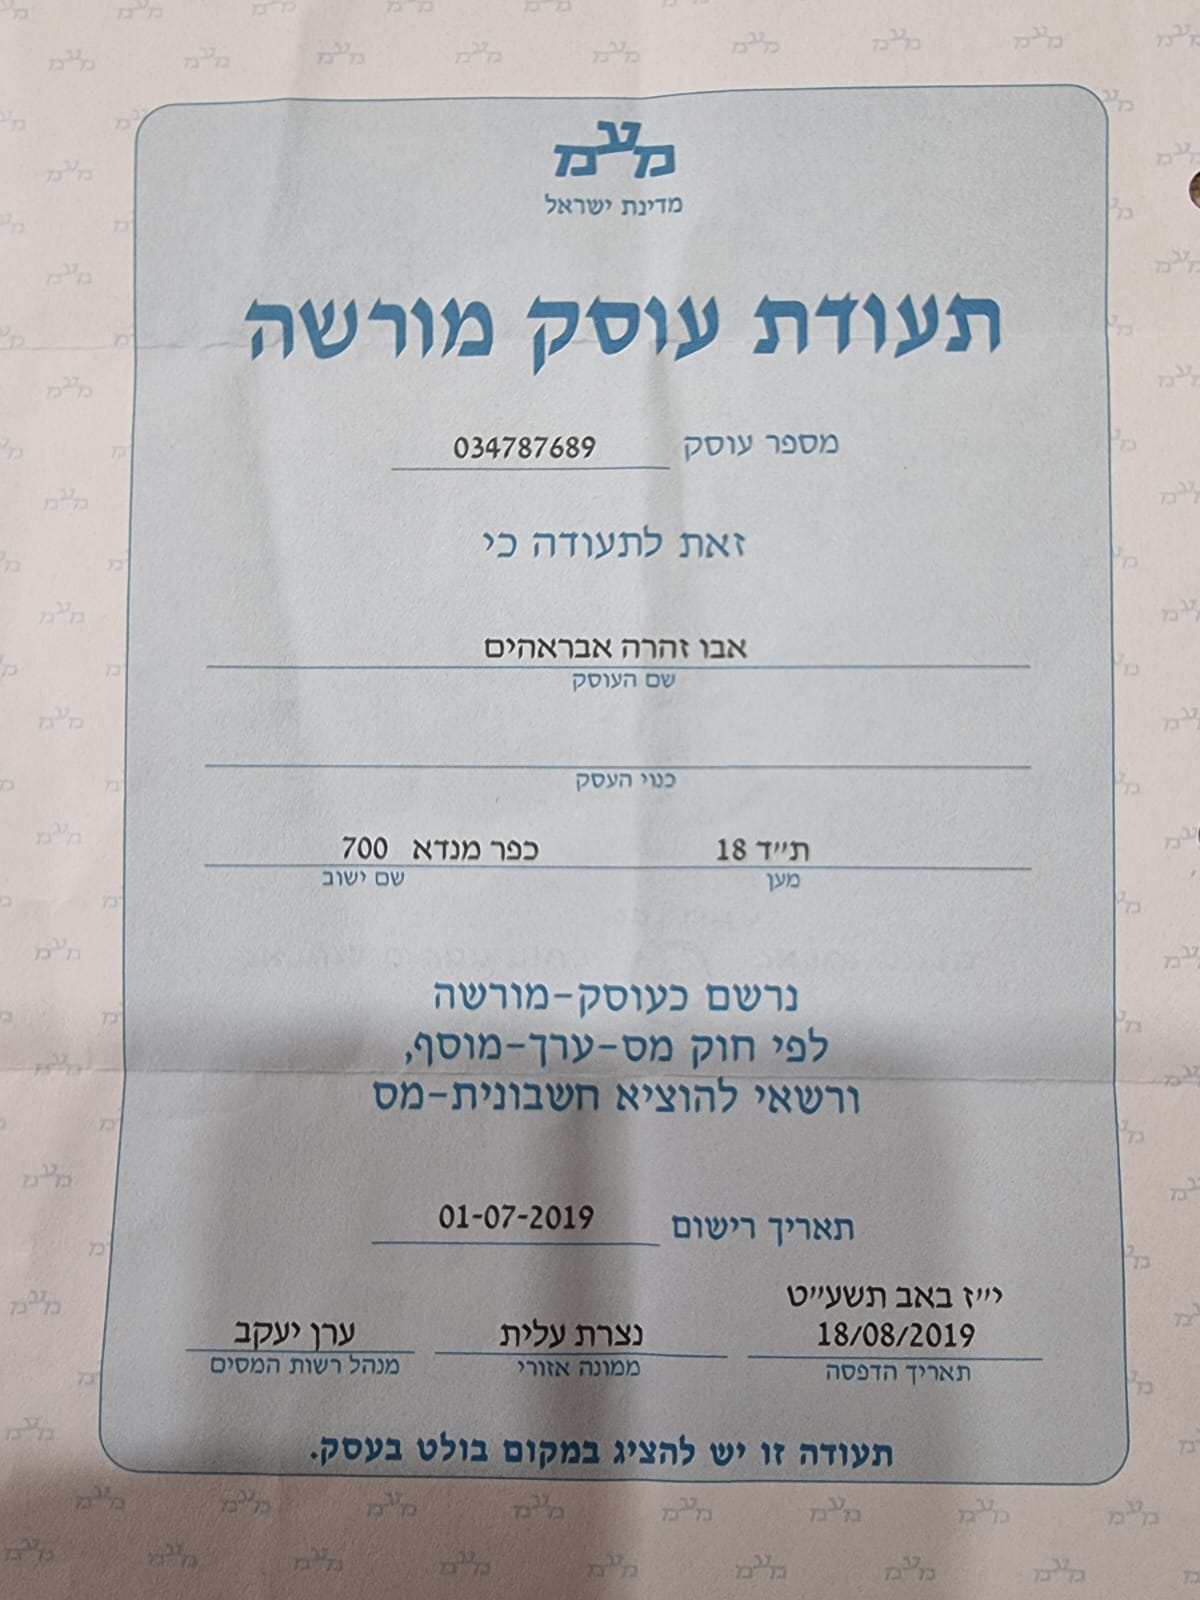 מעמ
מדינת ישראל
תעודת עוסק מורשה
מספר עוסק 034787689
זאת לתעודה כי
אבו זהרה אבראהים
שם העוסק
כנוי העסק
ת״ד 18 כפר מנדא 700
מען שם ישוב
נרשם כעוסק-מורשה
לפי חוק מס-ערך-מוסף,
ורשאי להוציא חשבונית-מס
תאריך רישום 01-07-2019
י״ז באב תשע״ט
18/08/2019 נצרת עלית ערן יעקב
תאריך הדפסה ממונה אזורי מנהל רשות המסים
תעודה זו יש להציג במקום בולט בעסק.